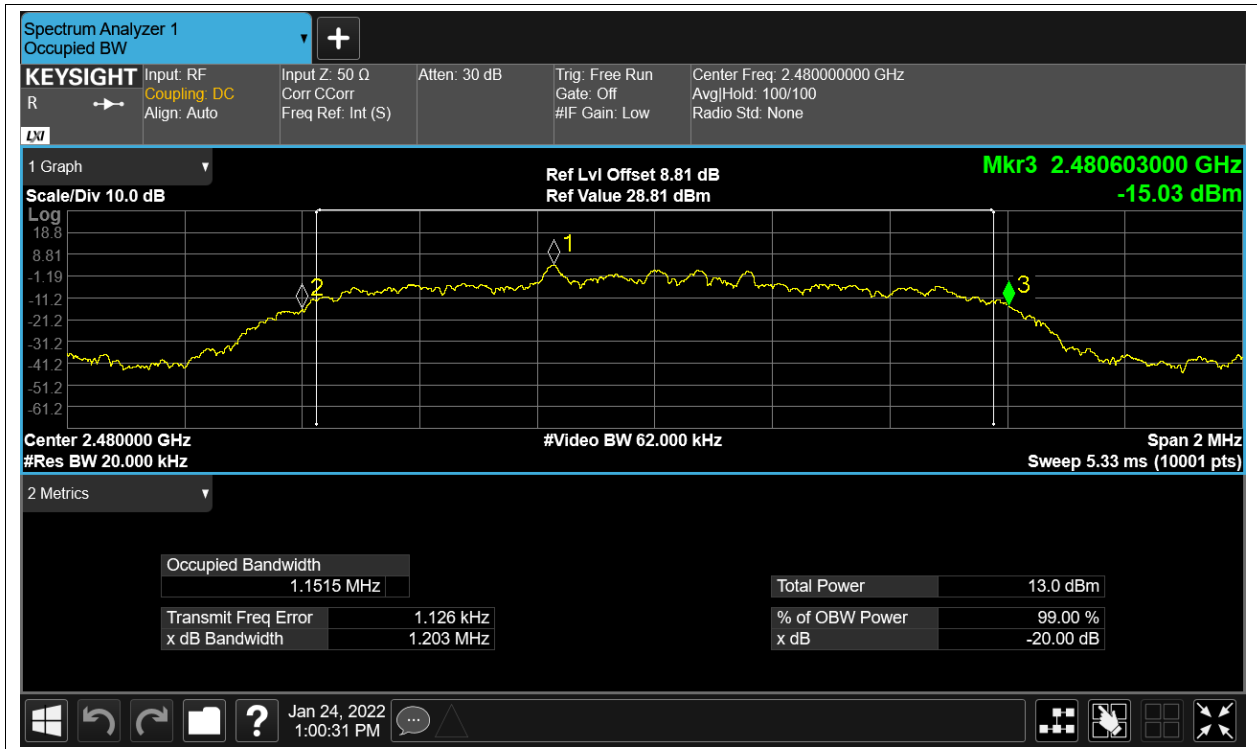 Spectrum Analyzer 1
Occupied BW
+
KEYSIGHT
R
LXI
Input: RF
Coupling: DC
Align: Auto
Input Z: 50 Ω
Corr CCorr
Freq Ref: Int (S)
Atten: 30 dB
Trig: Free Run
Gate: Off
#IF Gain: Low
Center Freq: 2.480000000 GHz
Avg|Hold: 100/100
Radio Std: None
1 Graph
Scale/Div 10.0 dB
Ref Lvl Offset 8.81 dB
Ref Value 28.81 dBm
Mkr3 2.480603000 GHz
-15.03 dBm
Log
18.8
8.81
-1.19
-11.2
-21.2
-31.2
-41.2
-51.2
-61.2
1
2
3
Center 2.480000 GHz
#Res BW 20.000 kHz
#Video BW 62.000 kHz
Span 2 MHz
Sweep 5.33 ms (10001 pts)
2 Metrics
Occupied Bandwidth
1.1515 MHz
Transmit Freq Error 1.126 kHz
x dB Bandwidth 1.203 MHz
Total Power 13.0 dBm
% of OBW Power 99.00 %
x dB -20.00 dB
?
Jan 24, 2022
1:00:31 PM